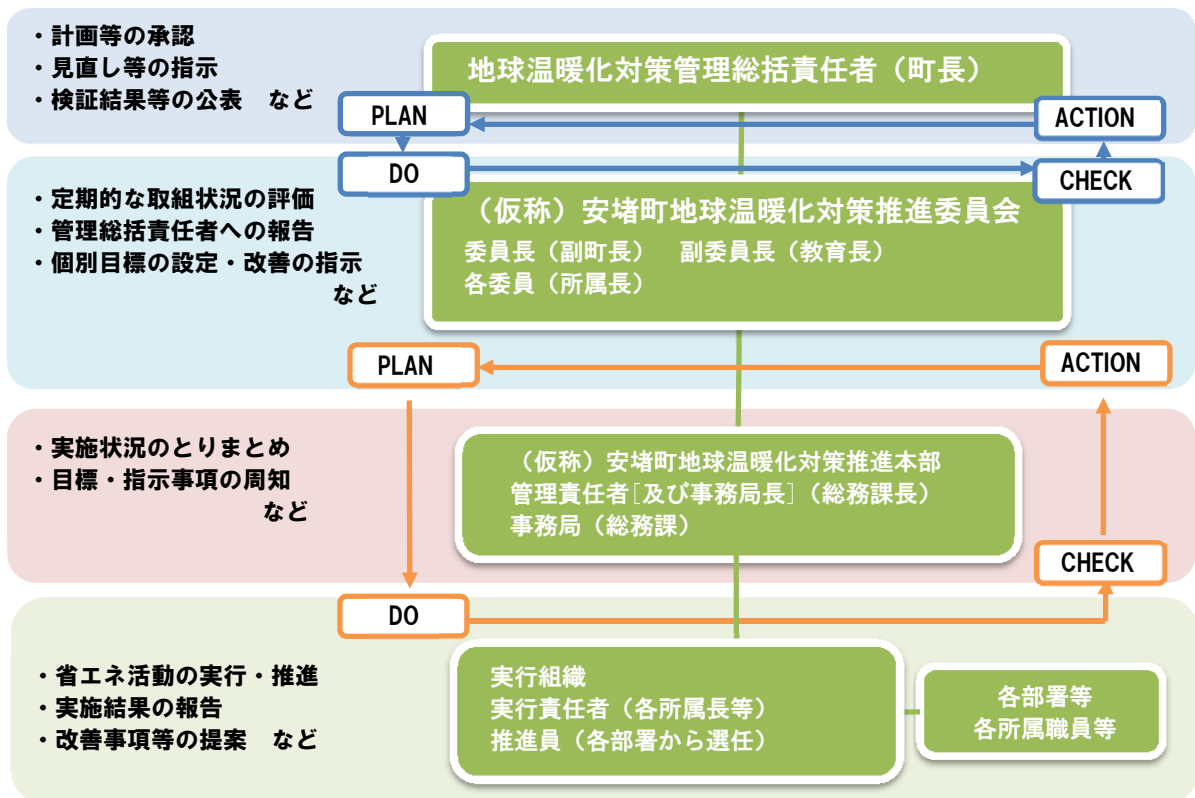 ・計画等の承認
・見直し等の指示
・検証結果等の公表　など
地球温暖化対策管理総括責任者（町長）
PLAN
ACTION
DO
CHECK
・定期的な取組状況の評価
・管理総括責任者への報告
・個別目標の設定・改善の指示
など
（仮称）安堵町地球温暖化対策推進委員会
委員長（副町長）　副委員長（教育長）
各委員（所属長）
PLAN
ACTION
・実施状況のとりまとめ
・目標・指示事項の周知
など
（仮称）安堵町地球温暖化対策推進本部
管理責任者[及び事務局長]（総務課長）
事務局（総務課）
CHECK
DO
・省エネ活動の実行・推進
・実施結果の報告
・改善事項等の提案　など
実行組織
実行責任者（各所属長等）
推進員（各部署から選任）
各部署等
各所属職員等